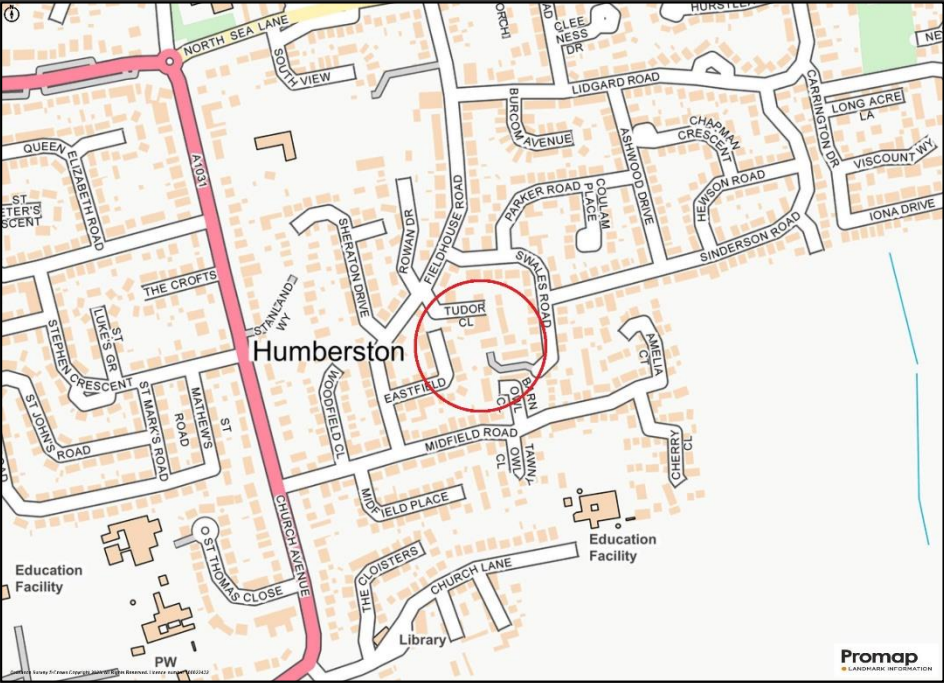 NORTH SEA LANE
SOUTH VIEW
CLEE
NESS
DR
LIDGARD ROAD
BURCOM AVENUE
ASHWOOD DRIVE
CHAPMAN
CRESCENT
CARRINGTON DR
LONG ACRE
LA
VISCOUNT WY
IONA DRIVE
HEWSON ROAD
SINDERSON ROAD
PARKER ROAD
COULAM
PLACE
SWALES ROAD
FIELDHOUSE ROAD
ROWAN DR
SHERATON DRIVE
QUEEN ELIZABETH ROAD
A1031
THE CROFTS
STANLAND
WY
Humberston
TUDOR
CL
EASTFIELD
BARN
OWL
CL
AMELIA
CT
STEPHEN CRESCENT
ST
LUKE'S GR
ST JOHN'S
ROAD
ST MARK'S ROAD
ST
MATHEW'S
ROAD
WOODFIELD CL
MIDFIELD ROAD
TAWNY
OWL
CL
CHERRY
CL
MIDFIELD PLACE
CHURCH AVENUE
ST THOMAS CLOSE
THE CLOISTERS
CHURCH LANE
Education
Facility
Education
Facility
Library
PW
Promap
LANDMARK INFORMATION